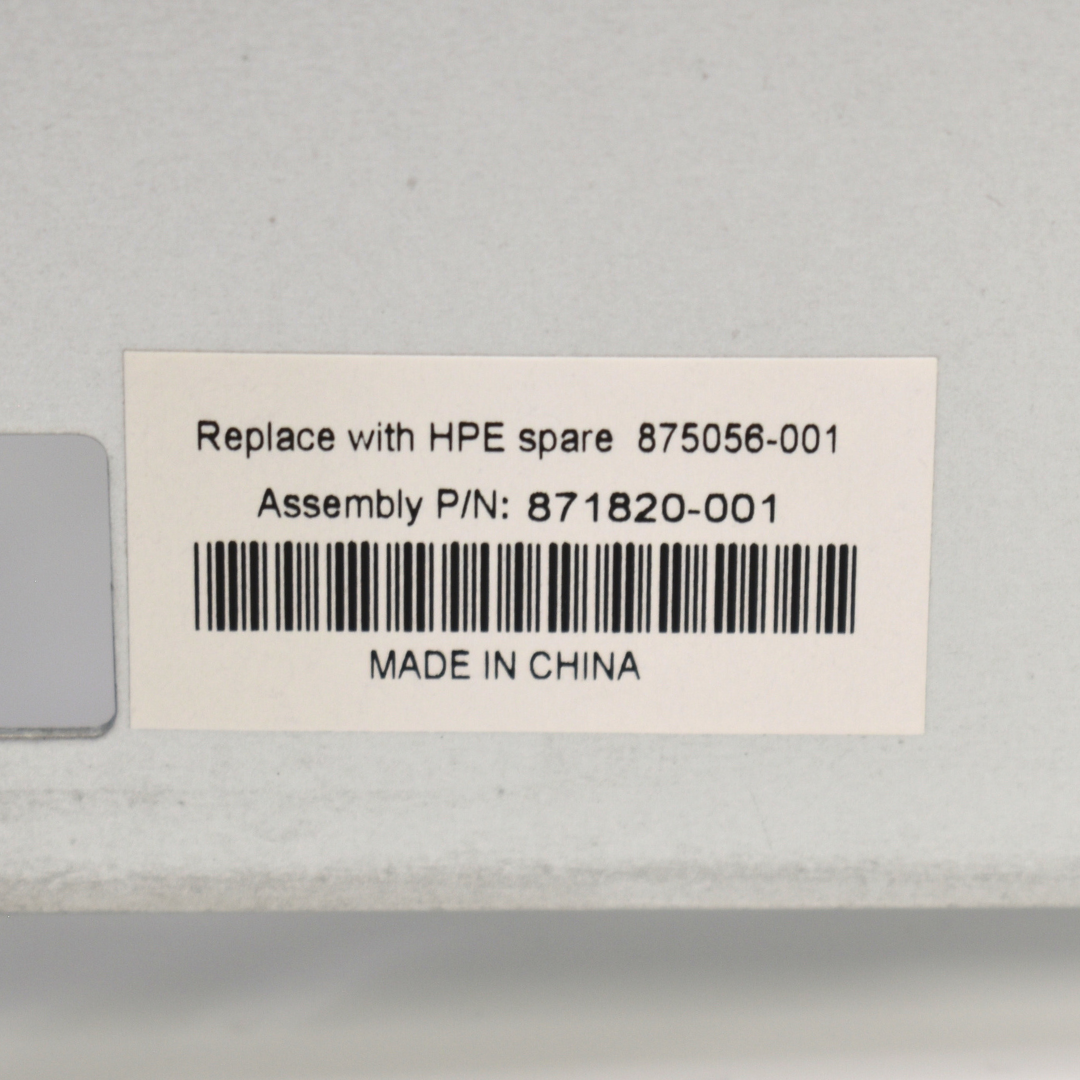 Replace with HPE spare 875056-001
Assembly P/N: 871820-001
MADE IN CHINA